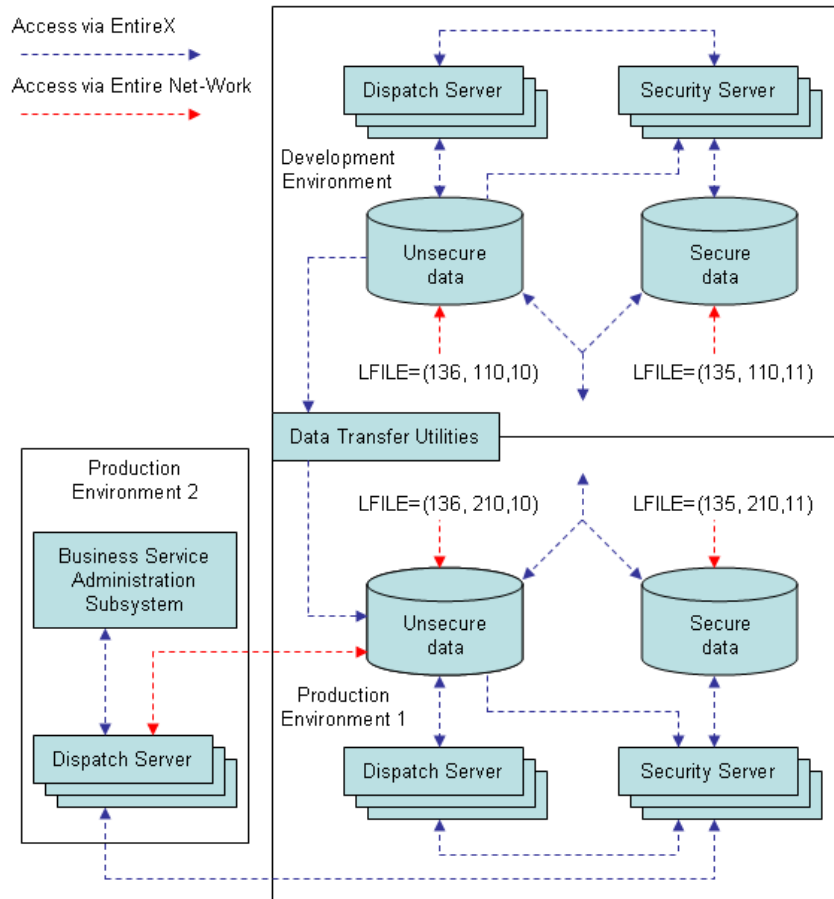 Access via EntireX
Access via Entire Net-Work
Dispatch Server
Security Server
Development
Environment
Unsecure
data
Secure
data
LFILE=(136, 110,10)
LFILE=(135, 110,11)
Data Transfer Utilities
Production
Environment 2
Business Service
Administration
Subsystem
Dispatch Server
LFILE=(136, 210,10)
LFILE=(135, 210,11)
Unsecure
data
Secure
data
Production
Environment 1
Dispatch Server
Security Server